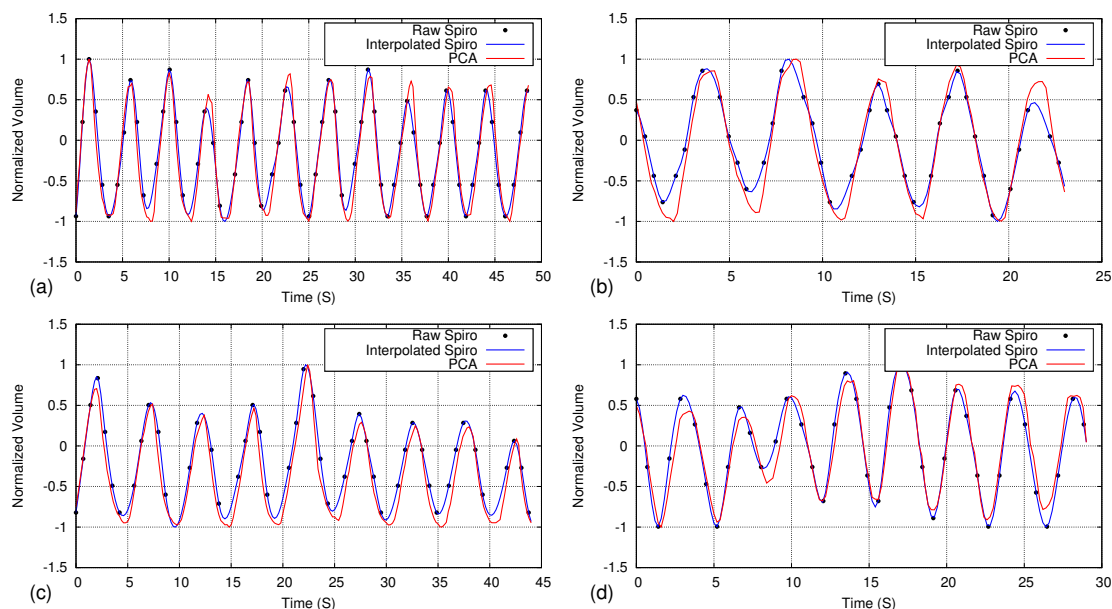 1.5
1
0.5
0
-0.5
-1
-1.5
Normalized Volume
Raw Spiro
Interpolated Spiro
PCA
0 5 10 15 20 25 30 35 40 45 50
Time (S)
(a)
1.5
1
0.5
0
-0.5
-1
-1.5
Normalized Volume
Raw Spiro
Interpolated Spiro
PCA
0 5 10 15 20 25
Time (S)
(b)
1.5
1
0.5
0
-0.5
-1
-1.5
Normalized Volume
Raw Spiro
Interpolated Spiro
PCA
0 5 10 15 20 25 30 35 40 45
Time (S)
(c)
1.5
1
0.5
0
-0.5
-1
-1.5
Normalized Volume
Raw Spiro
Interpolated Spiro
PCA
0 5 10 15 20 25 30
Time (S)
(d)